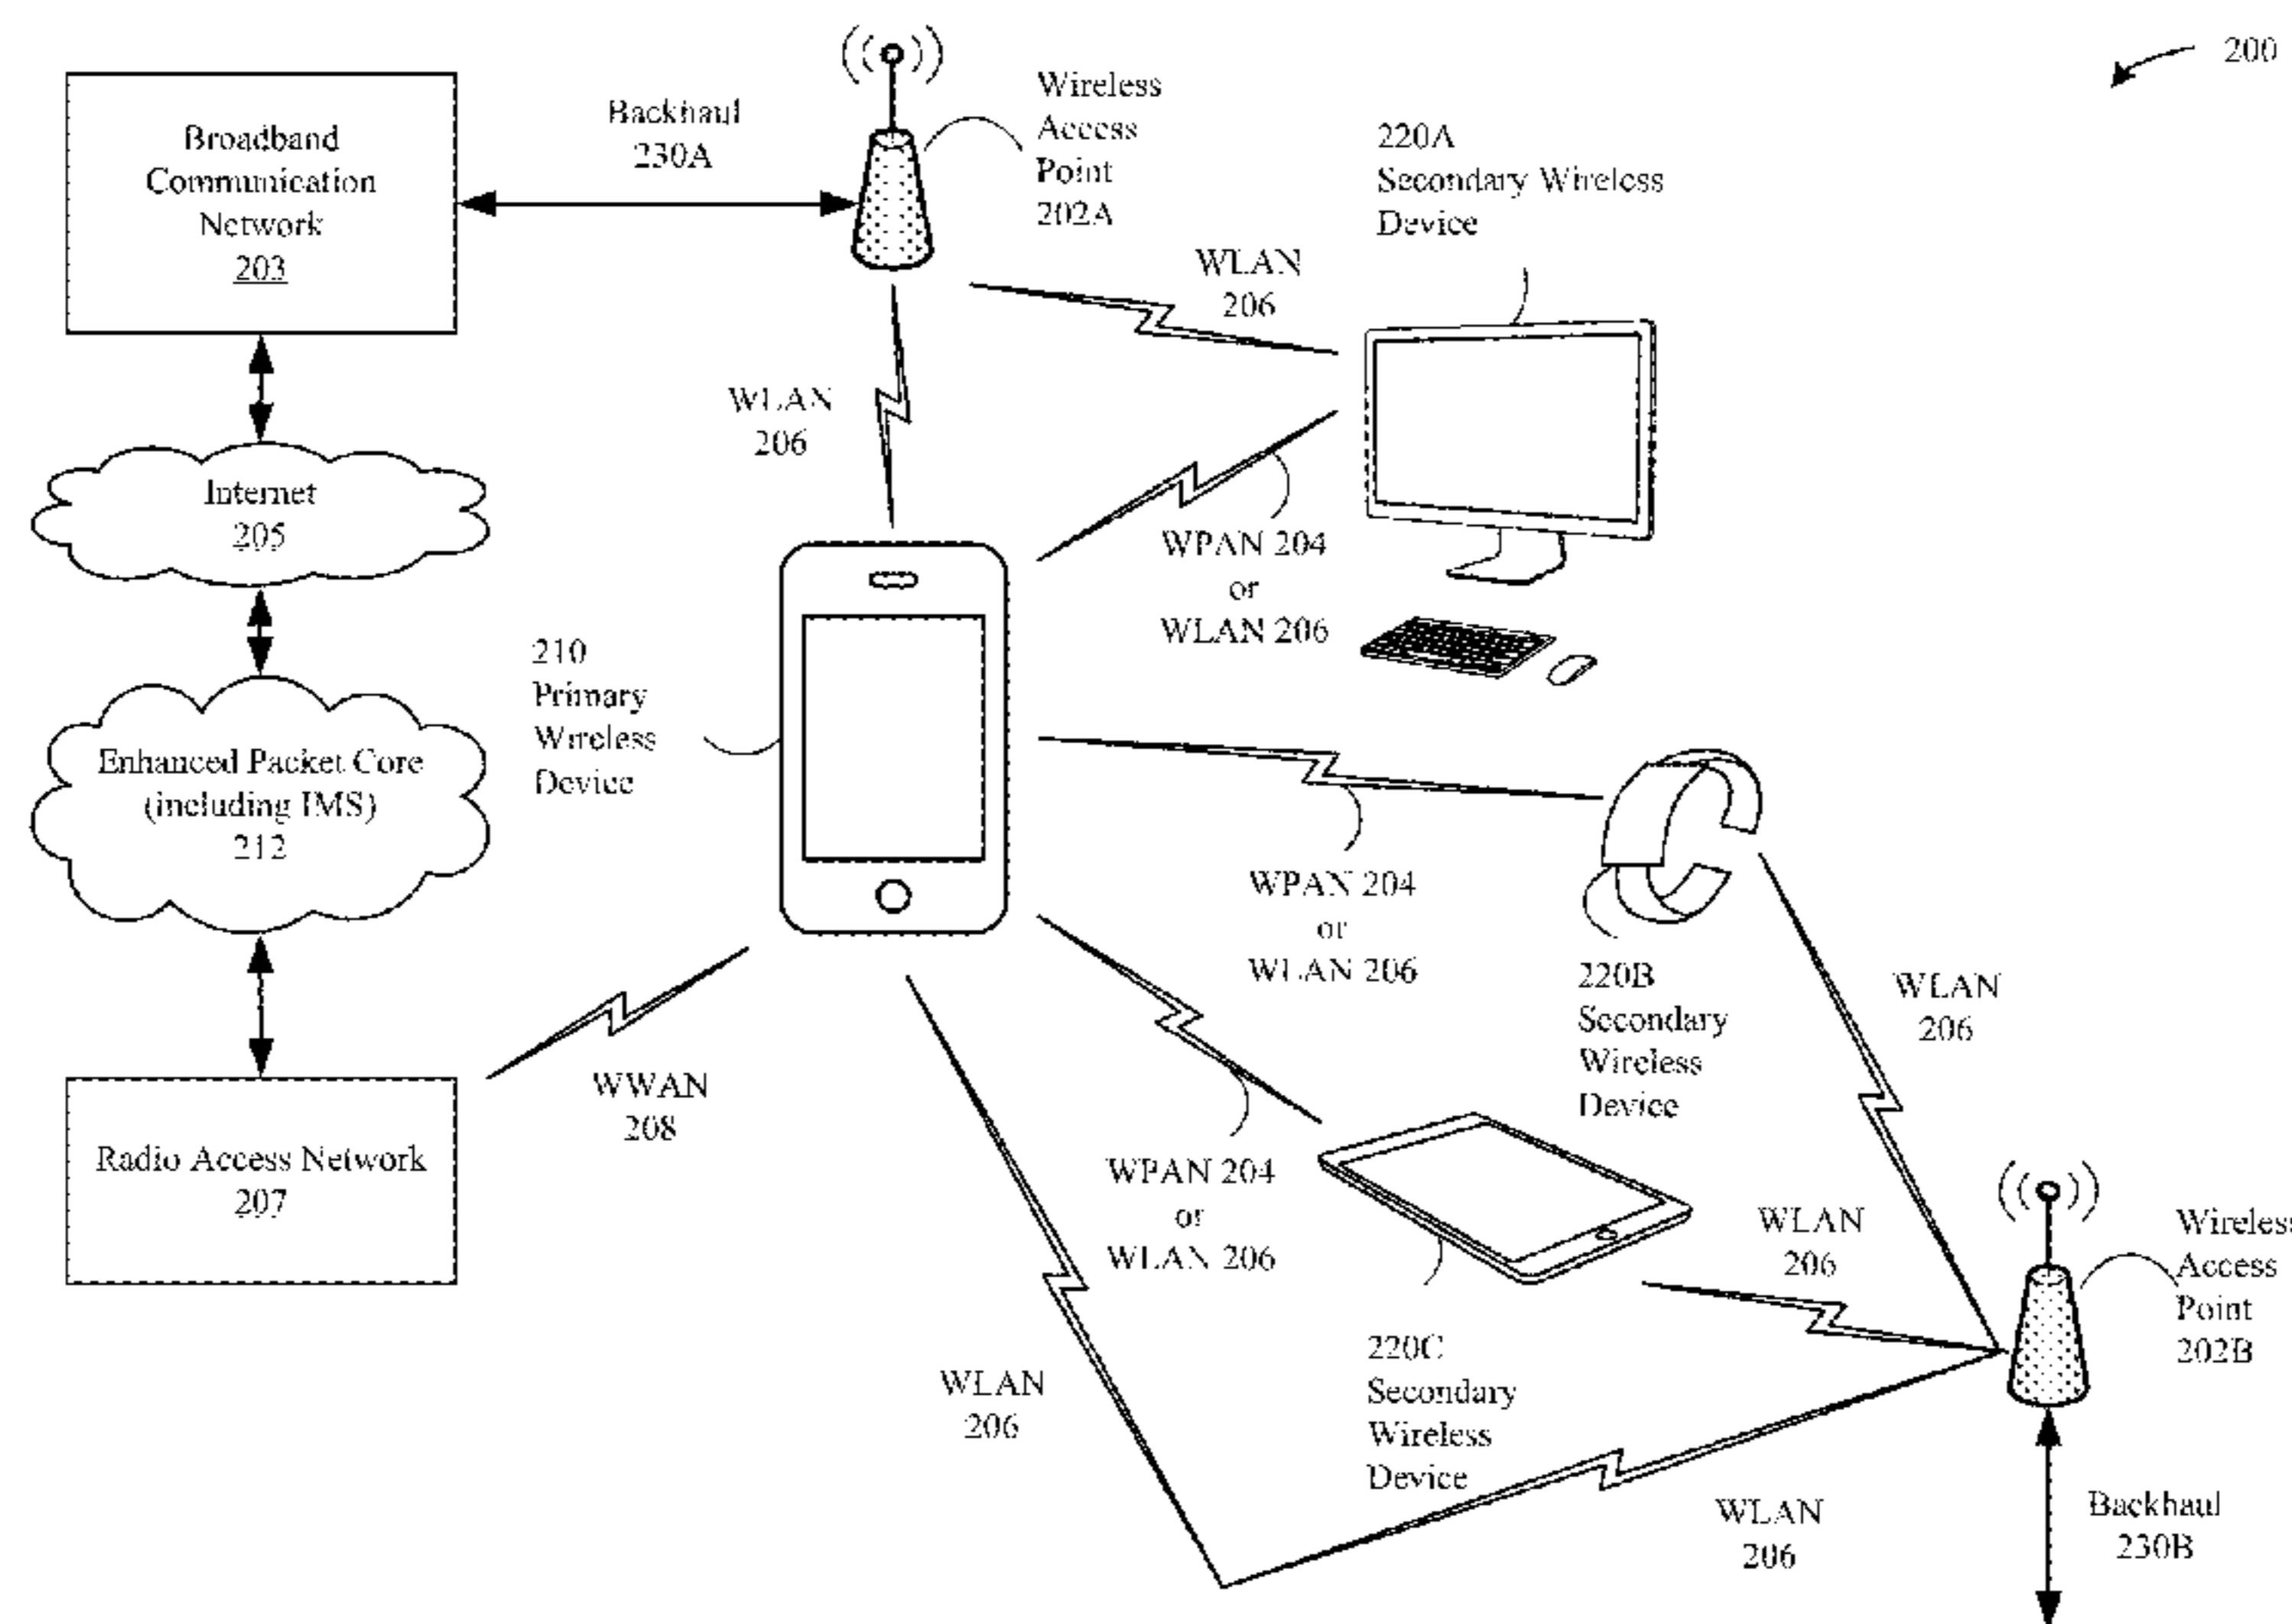 200
Broadband
Communication
Network
203
Backhaul
230A
Wireless
Access
Point
202A
220A
Secondary Wireless
Device
WLAN
206
WLAN
206
Internet
205
WPAN 204
or
WLAN 206
210
Primary
Wireless
Device
Enhanced Packet Core
(including IMS)
212
WPAN 204
or
WLAN 206
220B
Secondary
Wireless
Device
WLAN
206
WWAN
208
Radio Access Network
207
WPAN 204
or
WLAN 206
WLAN
206
Wireless
Access
Point
202B
220C
Secondary
Wireless
Device
WLAN
206
WLAN
206
Backhaul
230B